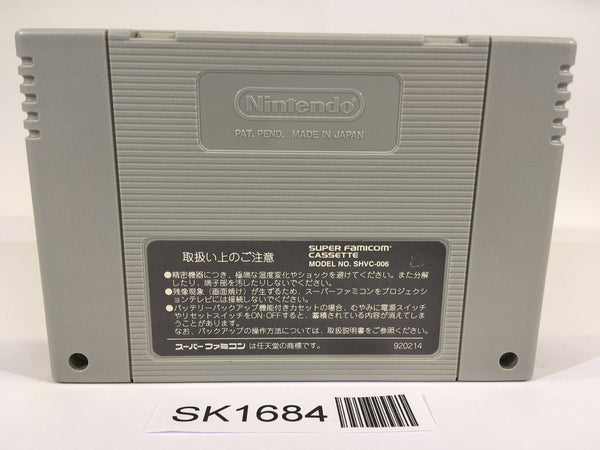 Nintendo®
PAT. PEND. MADE IN JAPAN
取扱い上のご注意
SUPER FAMICOM™
CASSETTE
MODEL NO. SHVC-006
●精密機器につき、極端な温度変化やショックを避けてください。また分解
したり、端子部を汚したりしないでください。
●残像現象（画面焼け）が生ずるため、スーパーファミコンをプロジェクシ
ョンテレビには接続しないでください。
●バッテリーバックアップ機能付きカセットの場合、むやみに電源スイッチ
やリセットスイッチをON-OFFすると、蓄積されている内容が消えてしま
うことがあります。
なお、バックアップの操作方法については、取扱説明書をご参照ください。
スーパーファミコンは任天堂の商標です。 920214
SK1684